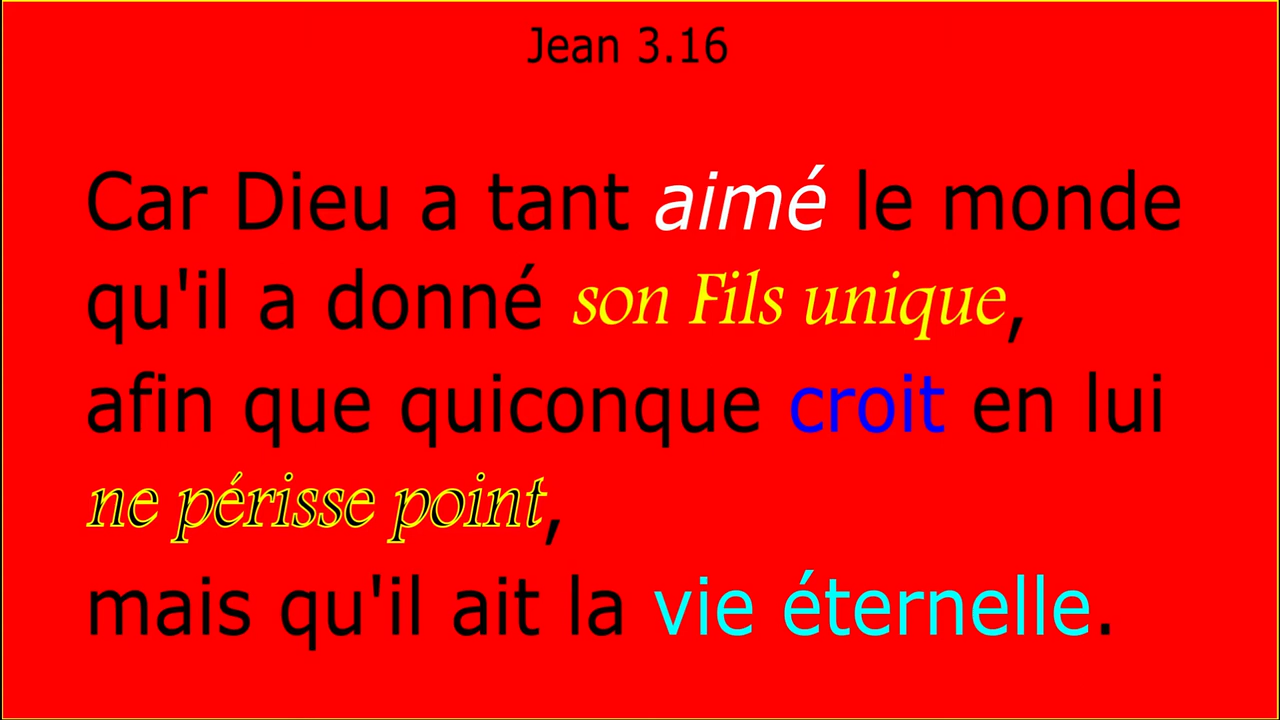 Jean 3.16
Car Dieu a tant aimé le monde
qu'il a donné son Fils unique,
afin que quiconque croit en lui
ne périsse point,
mais qu'il ait la vie éternelle.